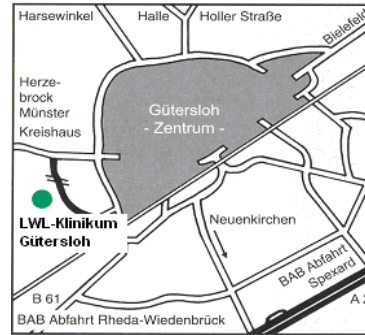 Harsewinkel
Halle
Holler Straße
Bielefeld
Herze-
brock
Münster
Kreishaus
Gütersloh
- Zentrum -
LWL-Klinikum
Gütersloh
Neuenkirchen
BAB Abfahrt
Spexard
B 61
A 2
BAB Abfahrt Rheda-Wiedenbrück